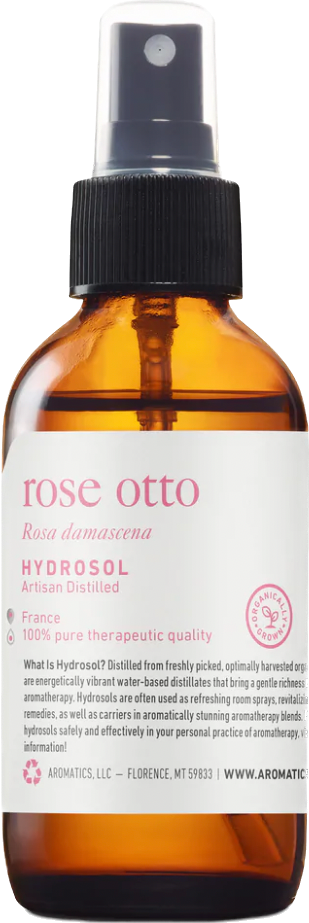 rose otto
Rosa damascena
HYDROSOL
Artisan Distilled
France
100% pure therapeutic quality
ORGANICALLY GROWN
What Is Hydrosol? Distilled from freshly picked, optimally harvested
are energetically vibrant water-based distillates that bring a gentle richness
aromatherapy. Hydrosols are often used as refreshing room sprays,
remedies, as well as carriers in aromatically stunning aromatherapy blends.
hydrosols safely and effectively in your personal practice of aromatherapy,
information!
AROMATICS, LLC — FLORENCE, MT 59833 | WWW.AROMATIC